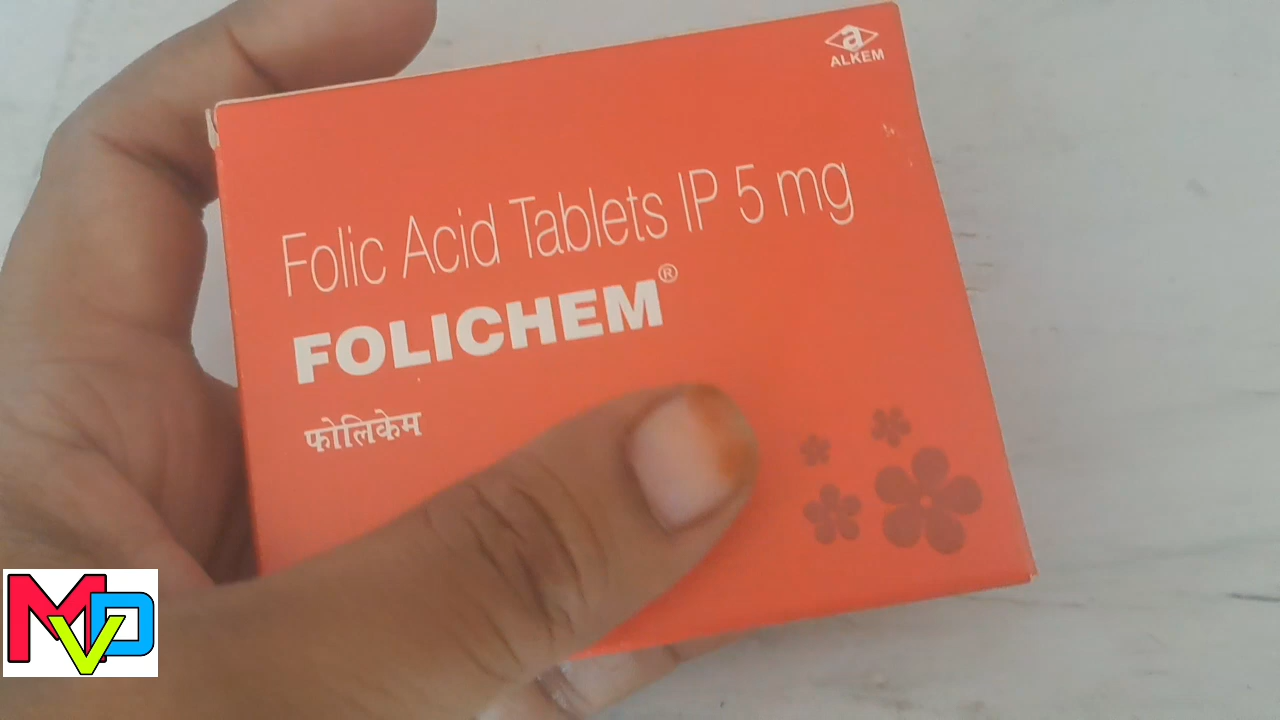 a
ALKEM
Folic Acid Tablets IP 5 mg
FOLICHEM®
फोलिकेम
MVD